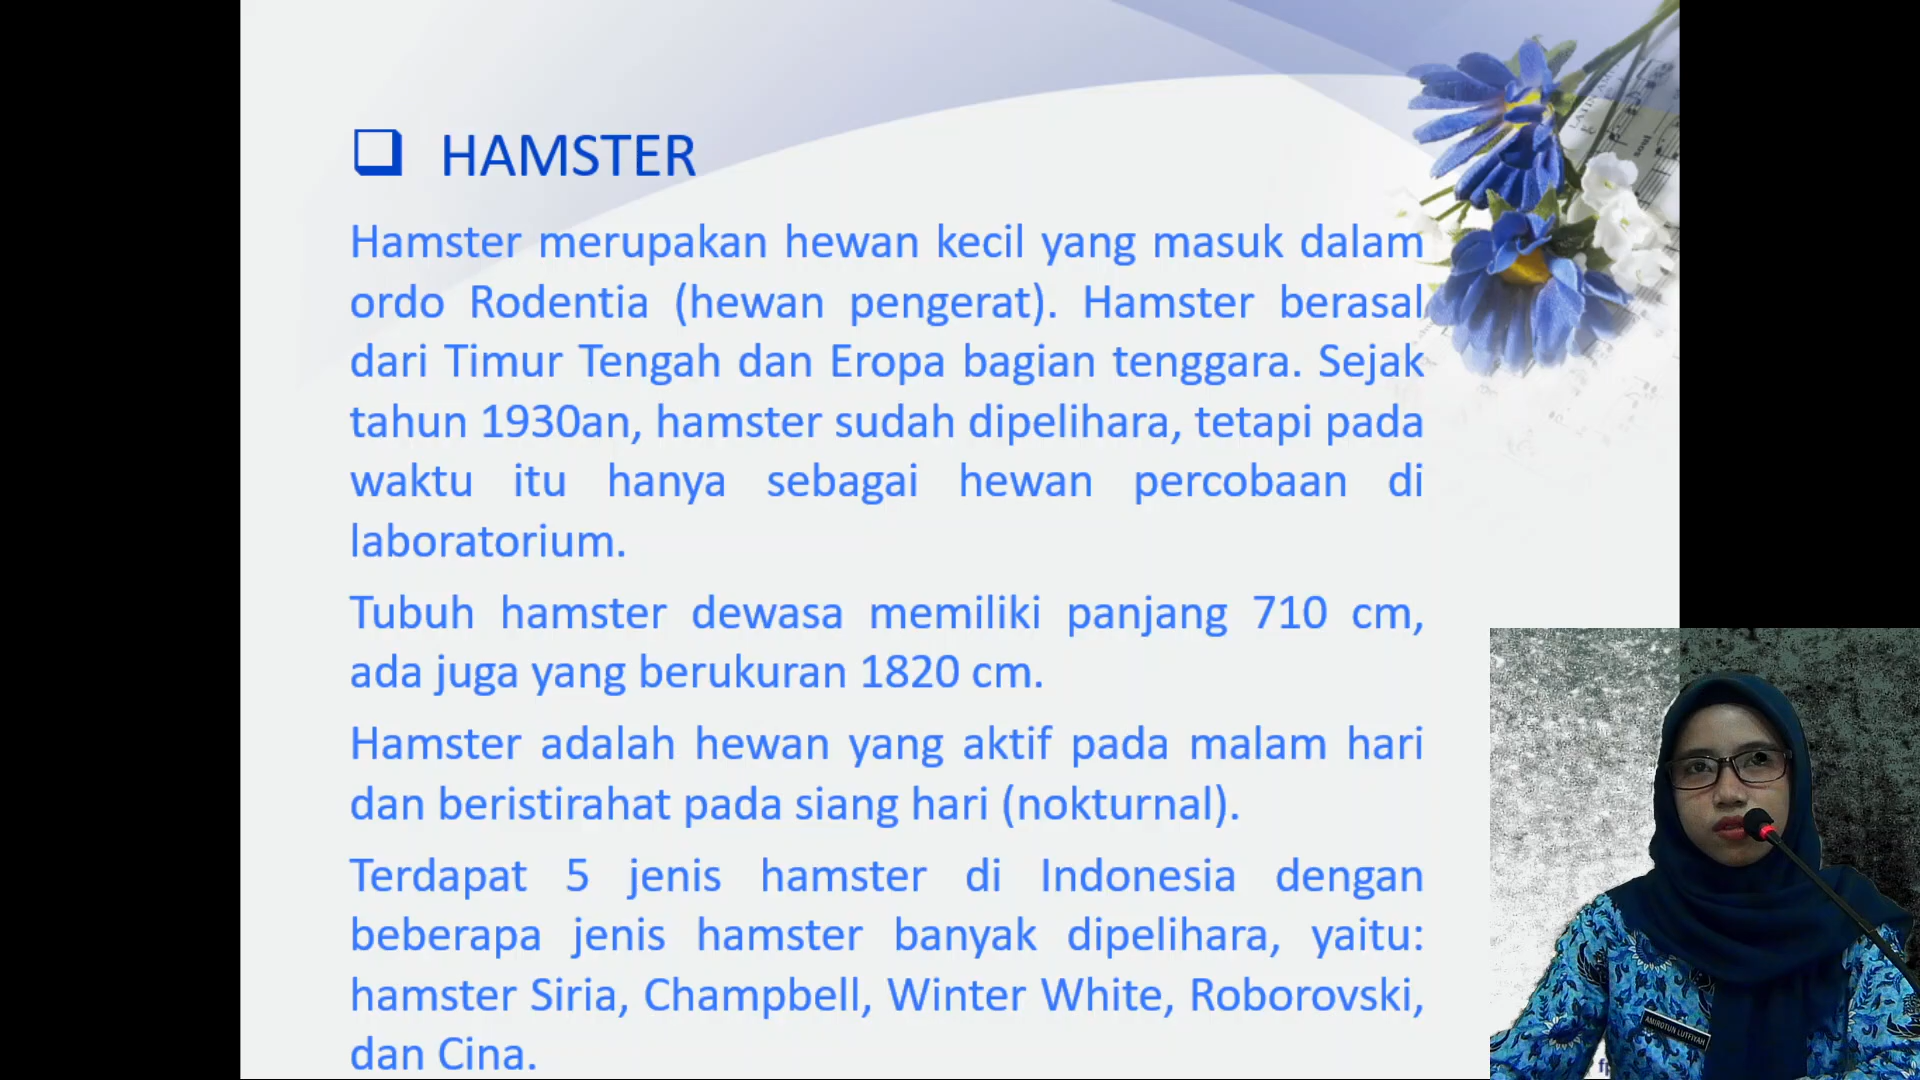 HAMSTER
Hamster merupakan hewan kecil yang masuk dalam
ordo Rodentia (hewan pengerat). Hamster berasal
dari Timur Tengah dan Eropa bagian tenggara. Sejak
tahun 1930an, hamster sudah dipelihara, tetapi pada
waktu itu hanya sebagai hewan percobaan di
laboratorium.
Tubuh hamster dewasa memiliki panjang 710 cm,
ada juga yang berukuran 1820 cm.
Hamster adalah hewan yang aktif pada malam hari
dan beristirahat pada siang hari (nokturnal).
Terdapat 5 jenis hamster di Indonesia dengan
beberapa jenis hamster banyak dipelihara, yaitu:
hamster Siria, Champbell, Winter White, Roborovski,
dan Cina.
AMIROTUN LUTFIYAH